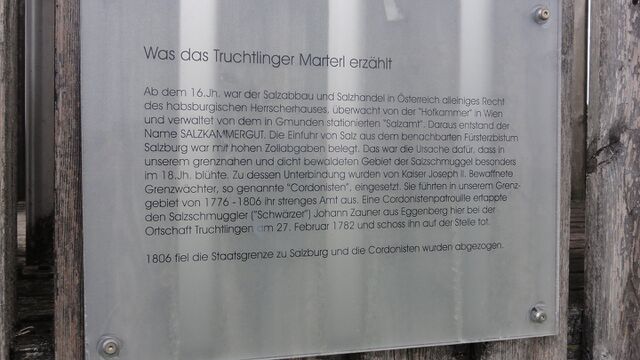 Was das Truchtlinger Marterl erzählt
Ab dem 16.Jh. war der Salzabbau und Salzhandel in Österreich alleiniges Recht
des habsburgischen Herrscherhauses, überwacht von der "Hofkammer" in Wien
und verwaltet von dem in Gmunden stationierten "Salzamt". Daraus entstand der
Name SALZKAMMERGUT. Die Einfuhr von Salz aus dem benachbarten Fürsterzbistum
Salzburg war mit hohen Zollabgaben belegt. Das war die Ursache dafür, dass in
unserem grenznahen und dicht bewaldeten Gebiet der Salzschmuggel besonders
im 18.Jh. blühte. Zu dessen Unterbindung wurden von Kaiser Joseph II. Bewaffnete
Grenzwächter, so genannte "Cordonisten", eingesetzt. Sie führten in unserem Grenz-
gebiet von 1776 -1806 ihr strenges Amt aus. Eine Cordonistenpatrouille ertappte
den Salzschmuggler ("Schwärzer") Johann Zauner aus Eggenberg hier bei der
Ortschaft Truchtlingen am 27. Februar 1782 und schoss ihn auf der Stelle tot.
1806 fiel die Staatsgrenze zu Salzburg und die Cordonisten wurden abgezogen.